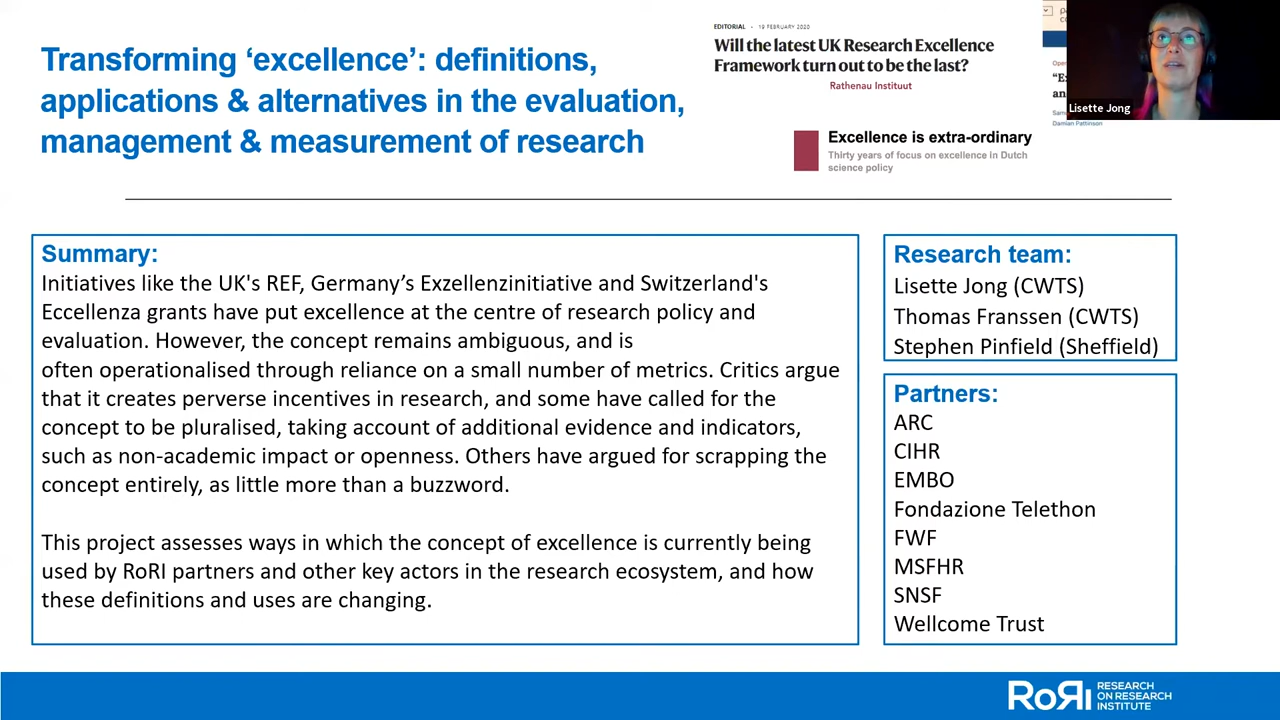 Transforming ‘excellence’: definitions,
applications & alternatives in the evaluation,
management & measurement of research
EDITORIAL - 19 FEBRUARY 2020
Will the latest UK Research Excellence
Framework turn out to be the last?
Rathenau Instituut
Excellence is extra-ordinary
Thirty years of focus on excellence in Dutch
science policy
Damian Pattinson
Lisette Jong
Summary:
Initiatives like the UK's REF, Germany’s Exzellenzinitiative and Switzerland's
Eccellenza grants have put excellence at the centre of research policy and
evaluation. However, the concept remains ambiguous, and is
often operationalised through reliance on a small number of metrics. Critics argue
that it creates perverse incentives in research, and some have called for the
concept to be pluralised, taking account of additional evidence and indicators,
such as non-academic impact or openness. Others have argued for scrapping the
concept entirely, as little more than a buzzword.
This project assesses ways in which the concept of excellence is currently being
used by RoRI partners and other key actors in the research ecosystem, and how
these definitions and uses are changing.
Research team:
Lisette Jong (CWTS)
Thomas Franssen (CWTS)
Stephen Pinfield (Sheffield)
Partners:
ARC
CIHR
EMBO
Fondazione Telethon
FWF
MSFHR
SNSF
Wellcome Trust
RoRI
RESEARCH
ON RESEARCH
INSTITUTE